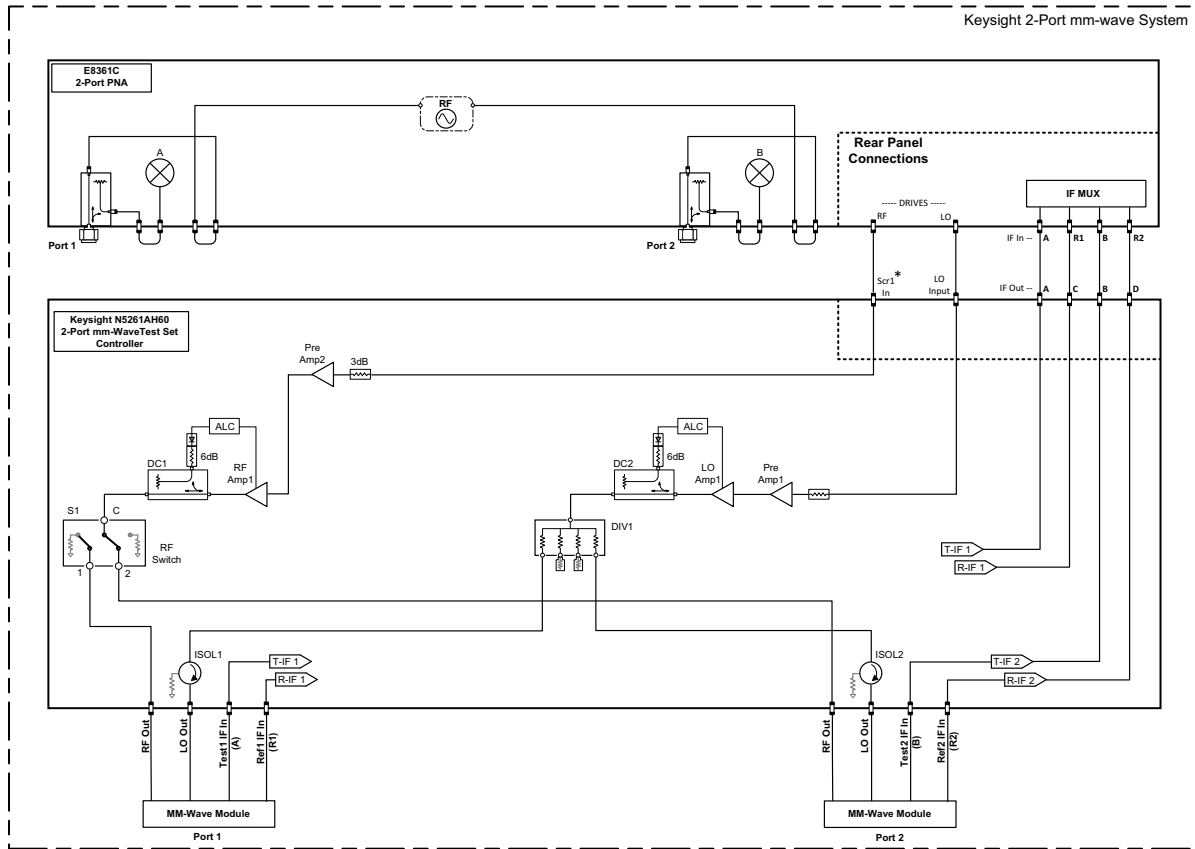 Keysight 2-Port mm-wave System
E8361C
2-Port PNA
RF
A
B
Rear Panel
Connections
IF MUX
----- DRIVES -----
RF
LO
Port 1
Port 2
IF In --
A
R1
B
R2
Scr1*
In
LO
Input
IF Out --
A
C
B
D
Keysight N5261AH60
2-Port mm-WaveTest Set
Controller
Pre
Amp2
3dB
ALC
6dB
DC1
RF
Amp1
ALC
6dB
DC2
LO
Amp1
Pre
Amp1
S1
C
RF
Switch
1
2
DIV1
T-IF 1
R-IF 1
ISOL1
T-IF 1
R-IF 1
ISOL2
T-IF 2
R-IF 2
RF Out
LO Out
Test1 IF In
(A)
Ref1 IF In
(R1)
RF Out
LO Out
Test2 IF In
(B)
Ref2 IF In
(R2)
MM-Wave Module
Port 1
MM-Wave Module
Port 2